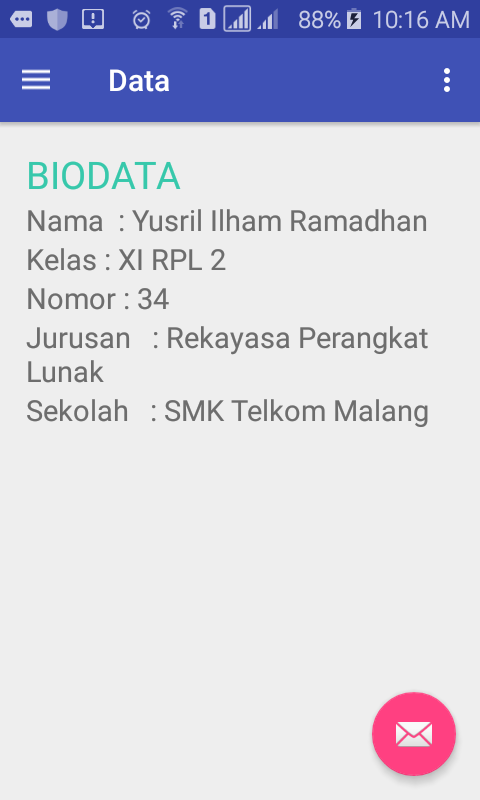 88% 10:16 AM
Data
BIODATA
Nama : Yusril Ilham Ramadhan
Kelas : XI RPL 2
Nomor : 34
Jurusan : Rekayasa Perangkat
Lunak
Sekolah : SMK Telkom Malang